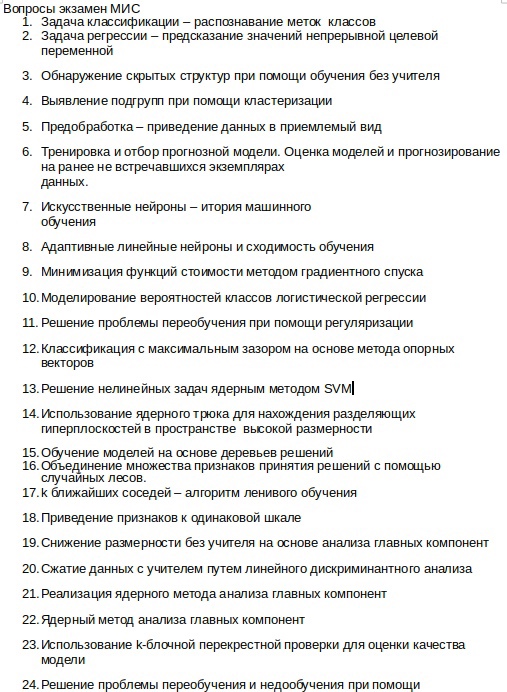 Вопросы экзамен МИС
1. Задача классификации – распознавание меток  классов
2. Задача регрессии – предсказание значений непрерывной целевой
переменной
3. Обнаружение скрытых структур при помощи обучения без учителя
4. Выявление подгрупп при помощи кластеризации
5. Предобработка – приведение данных в приемлемый вид
6. Тренировка и отбор прогнозной модели. Оценка моделей и прогнозирование
на ранее не встречавшихся экземплярах
данных.
7. Искусственные нейроны – итория машинного
обучения
8. Адаптивные линейные нейроны и сходимость обучения
9. Минимизация функций стоимости методом градиентного спуска
10. Моделирование вероятностей классов логистической регрессии
11. Решение проблемы переобучения при помощи регуляризации
12. Классификация с максимальным зазором на основе метода опорных
векторов
13. Решение нелинейных задач ядерным методом SVM
14. Использование ядерного трюка для нахождения разделяющих
гиперплоскостей в пространстве  высокой размерности
15. Обучение моделей на основе деревьев решений
16. Объединение множества признаков принятия решений с помощью
случайных лесов.
17. k ближайших соседей – алгоритм ленивого обучения
18. Приведение признаков к одинаковой шкале
19. Снижение размерности без учителя на основе анализа главных компонент
20. Сжатие данных с учителем путем линейного дискриминантного анализа
21. Реализация ядерного метода анализа главных компонент
22. Ядерный метод анализа главных компонент
23. Использование k-блочной перекрестной проверки для оценки качества
модели
24. Решение проблемы переобучения и недообучения при помощи